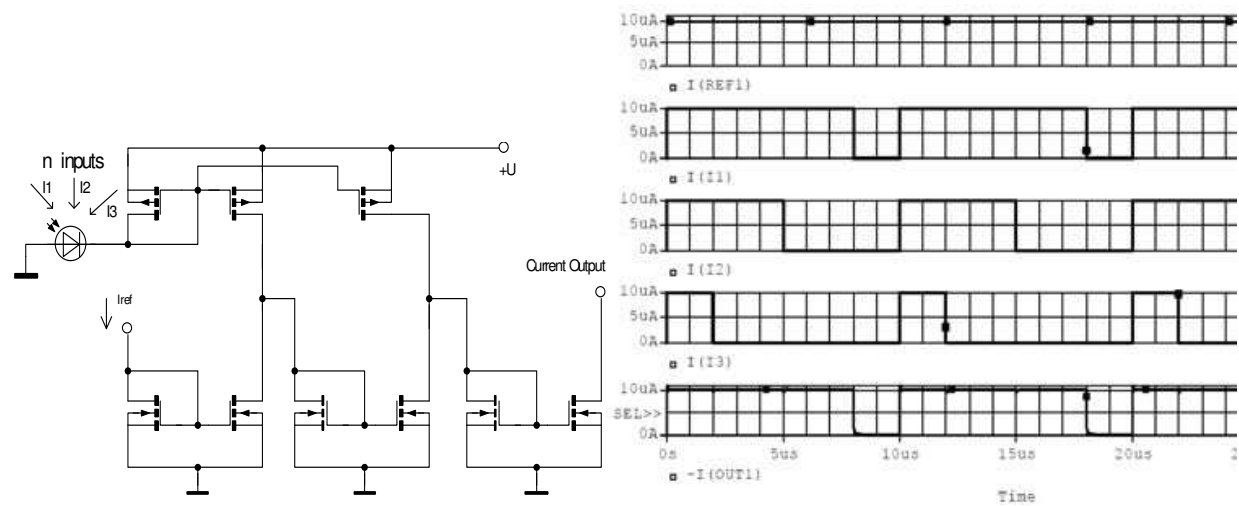 n inputs
I1
I2
I3
+U
Current Output
Iref
10uA
5uA
0A
I(REF1)
10uA
5uA
0A
I(I1)
10uA
5uA
0A
I(I2)
10uA
5uA
0A
I(I3)
10uA
SEL>>
0A
0s 5us 10us 15us 20us
-I(OUT1)
Time